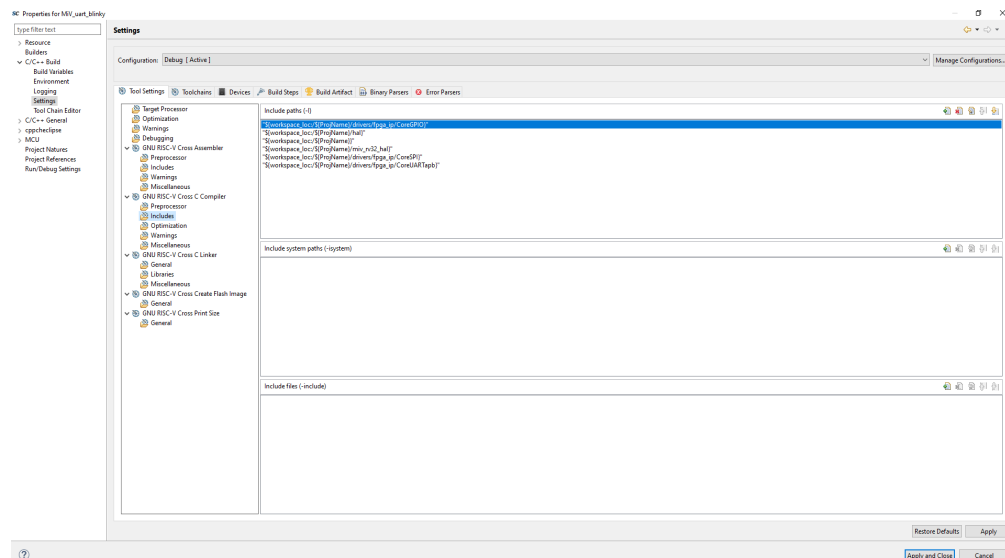 SC Properties for MiV_uart_blinky
type filter text
Resource
Builders
C/C++ Build
Build Variables
Environment
Logging
Settings
Tool Chain Editor
C/C++ General
cppcheclipse
MCU
Project Natures
Project References
Run/Debug Settings
Settings
Configuration: Debug [ Active ]
Manage Configurations...
Tool Settings Toolchains Devices Build Steps Build Artifact Binary Parsers Error Parsers
Target Processor
Optimization
Warnings
Debugging
GNU RISC-V Cross Assembler
Preprocessor
Includes
Warnings
Miscellaneous
GNU RISC-V Cross C Compiler
Preprocessor
Includes
Optimization
Warnings
Miscellaneous
GNU RISC-V Cross C Linker
General
Libraries
Miscellaneous
GNU RISC-V Cross Create Flash Image
General
GNU RISC-V Cross Print Size
General
Include paths (-I)
"${workspace_loc:/${ProjName}/drivers/fpga_ip/CoreGPIO}"
"${workspace_loc:/${ProjName}/hal}"
"${workspace_loc:/${ProjName}}"
"${workspace_loc:/${ProjName}/miv_rv32_hal}"
"${workspace_loc:/${ProjName}/drivers/fpga_ip/CoreSPI}"
"${workspace_loc:/${ProjName}/drivers/fpga_ip/CoreUARTapb}"
Include system paths (-isystem)
Include files (-include)
Restore Defaults Apply
? Apply and Close Cancel